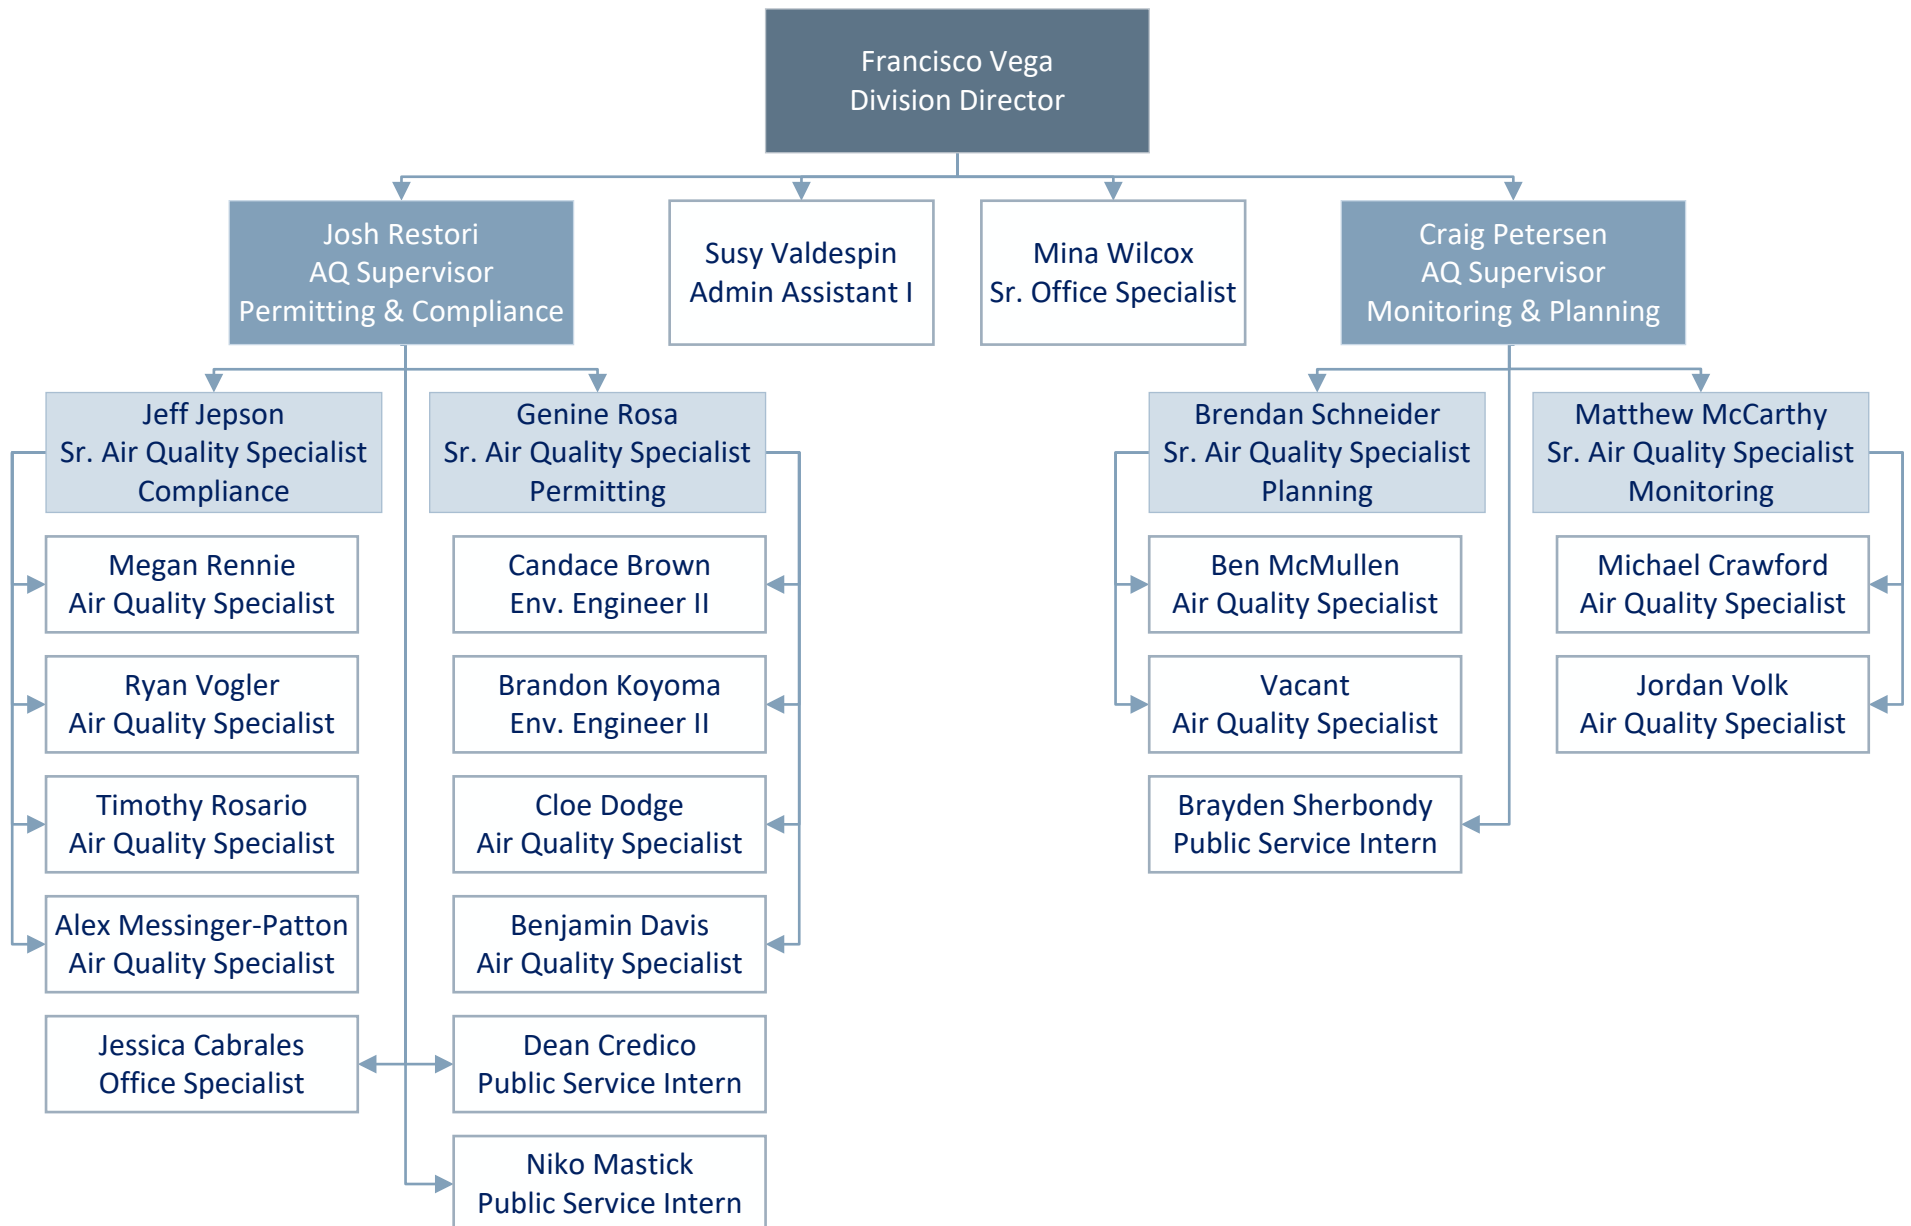 Francisco Vega
Division Director
Josh Restori
AQ Supervisor
Permitting & Compliance
Susy Valdespin
Admin Assistant I
Mina Wilcox
Sr. Office Specialist
Craig Petersen
AQ Supervisor
Monitoring & Planning
Jeff Jepson
Sr. Air Quality Specialist
Compliance
Genine Rosa
Sr. Air Quality Specialist
Permitting
Brendan Schneider
Sr. Air Quality Specialist
Planning
Matthew McCarthy
Sr. Air Quality Specialist
Monitoring
Megan Rennie
Air Quality Specialist
Candace Brown
Env. Engineer II
Ben McMullen
Air Quality Specialist
Michael Crawford
Air Quality Specialist
Ryan Vogler
Air Quality Specialist
Brandon Koyoma
Env. Engineer II
Vacant
Air Quality Specialist
Jordan Volk
Air Quality Specialist
Timothy Rosario
Air Quality Specialist
Cloe Dodge
Air Quality Specialist
Brayden Sherbondy
Public Service Intern
Alex Messinger-Patton
Air Quality Specialist
Benjamin Davis
Air Quality Specialist
Jessica Cabrales
Office Specialist
Dean Credico
Public Service Intern
Niko Mastick
Public Service Intern